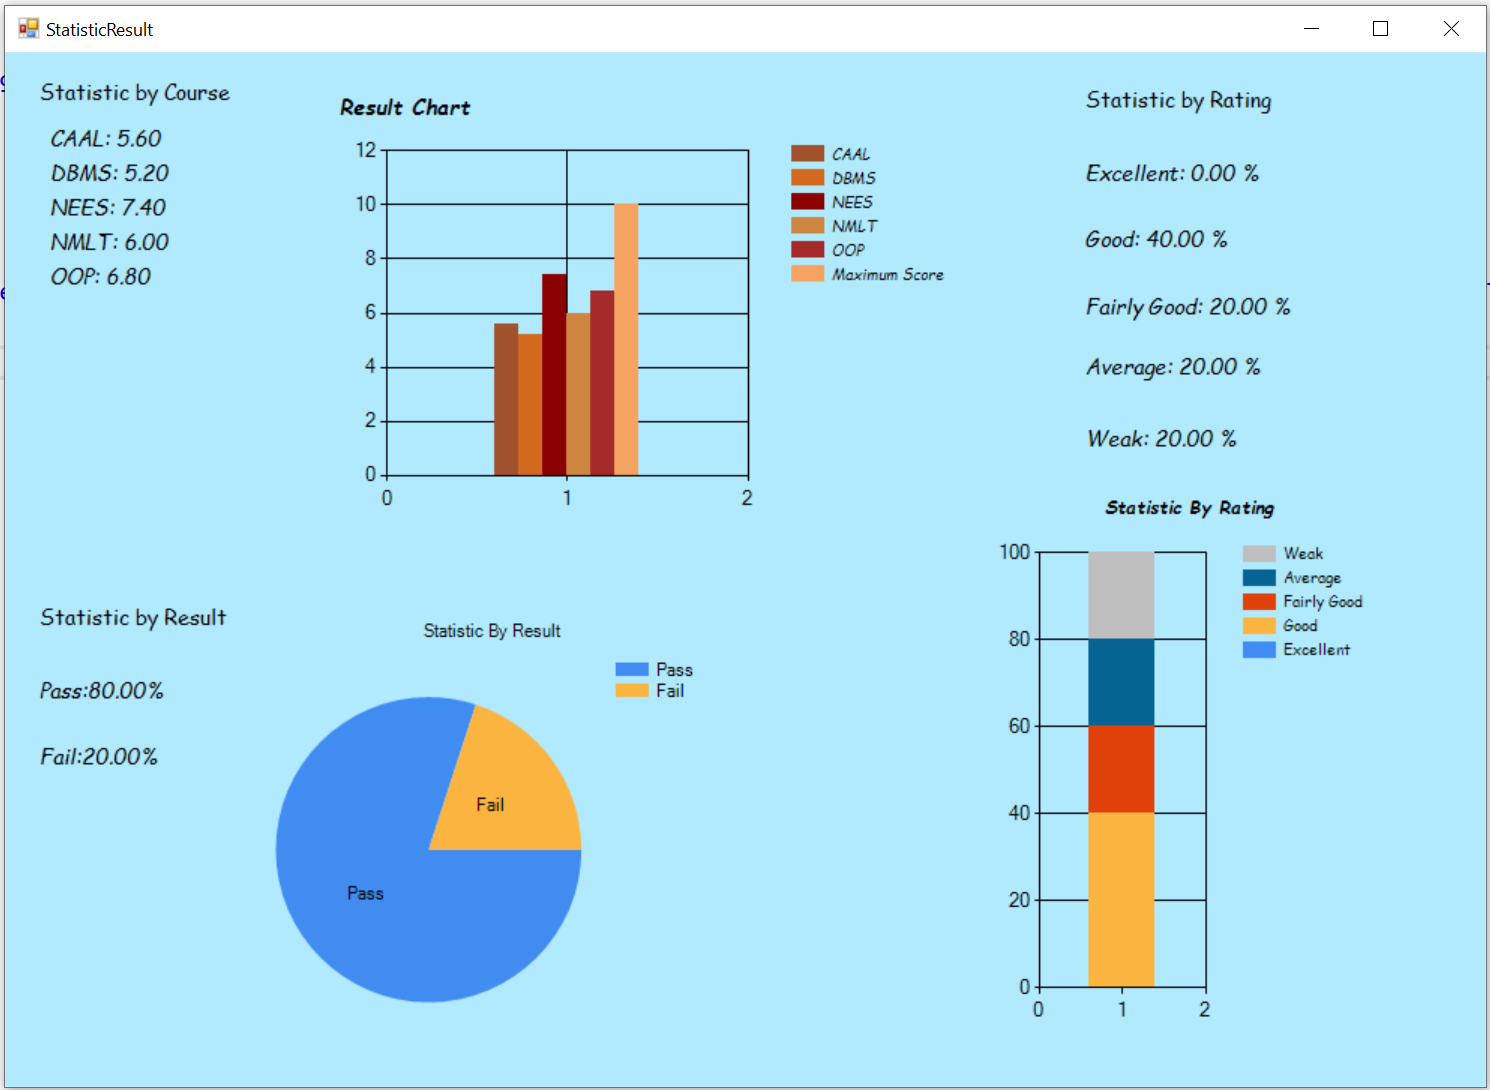 StatisticResult
Statistic by Course
CAAL: 5.60
DBMS: 5.20
NEES: 7.40
NMLT: 6.00
OOP: 6.80
Result Chart
12
10
8
6
4
2
0
0 1 2
CAAL
DBMS
NEES
NMLT
OOP
Maximum Score
Statistic by Rating
Excellent: 0.00 %
Good: 40.00 %
Fairly Good: 20.00 %
Average: 20.00 %
Weak: 20.00 %
Statistic by Result
Pass:80.00%
Fail:20.00%
Statistic By Result
Pass
Fail
Fail
Pass
Statistic By Rating
100
80
60
40
20
0
0 1 2
Weak
Average
Fairly Good
Good
Excellent